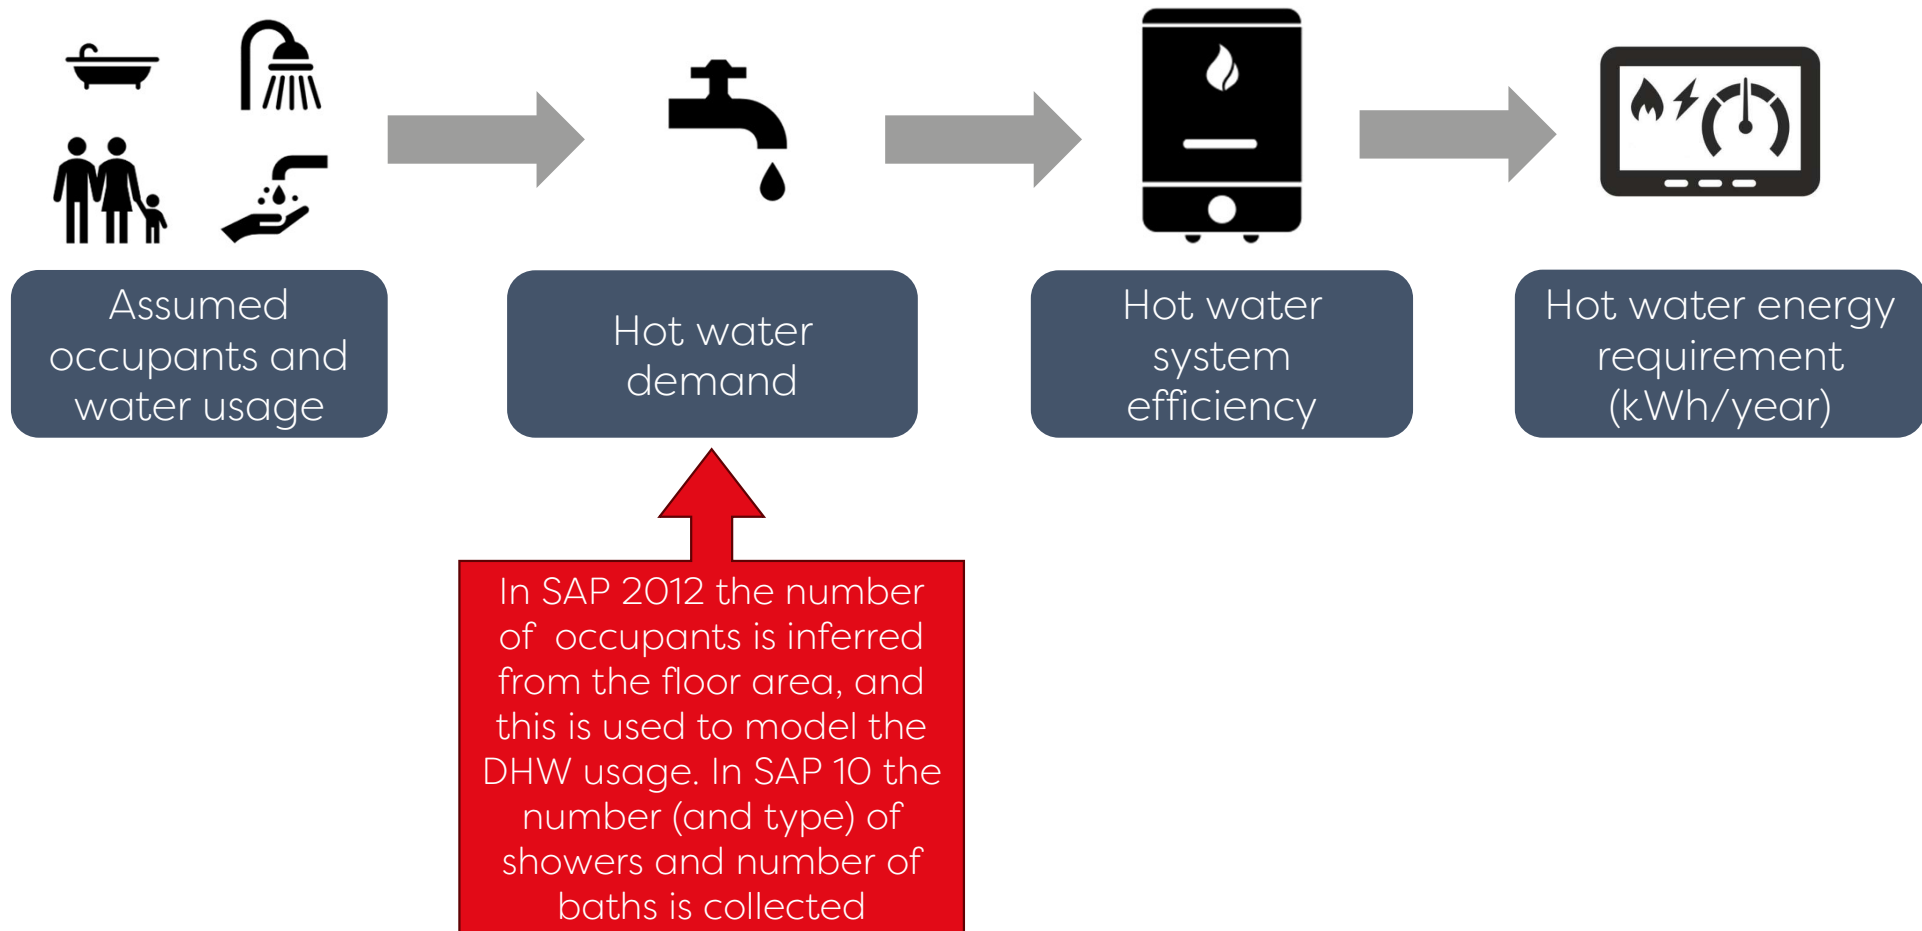 Assumed
occupants and
water usage
Hot water
demand
Hot water
system
efficiency
Hot water energy
requirement
(kWh/year)
In SAP 2012 the number
of occupants is inferred
from the floor area, and
this is used to model the
DHW usage. In SAP 10 the
number (and type) of
showers and number of
baths is collected